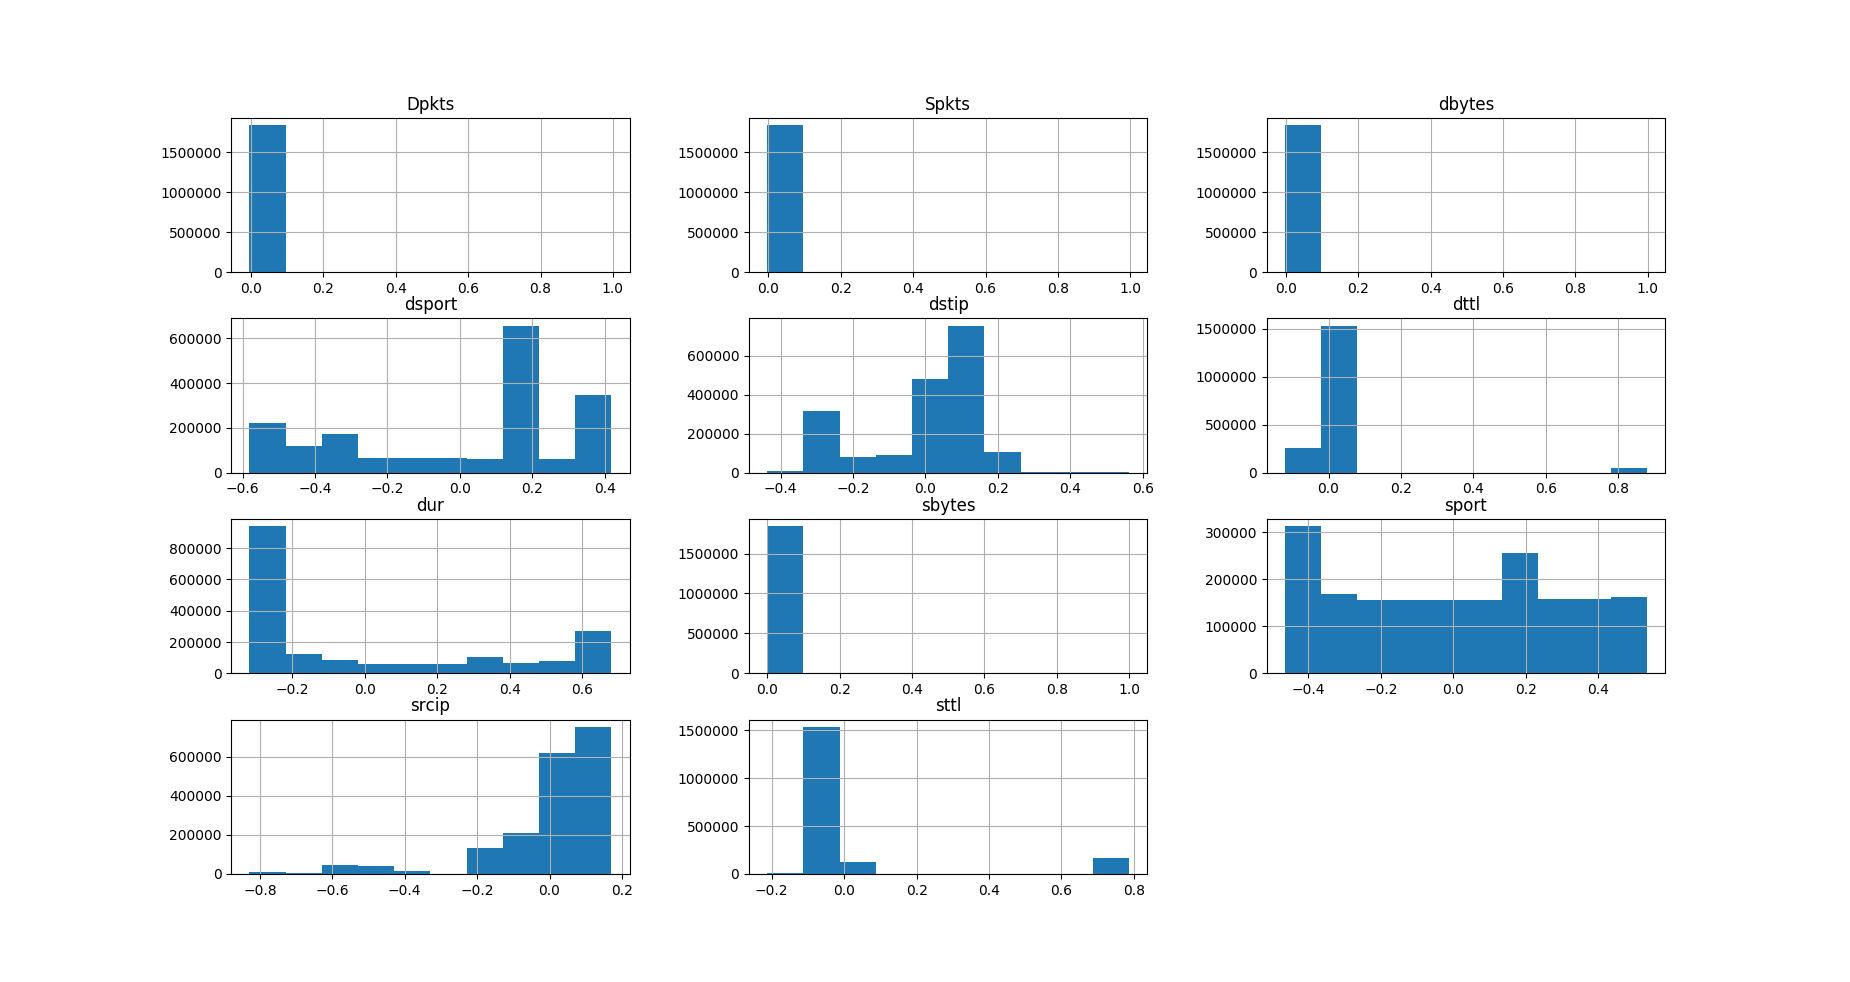 Dpkts Spkts dbytes
1500000 1500000 1500000
1000000 1000000 1000000
500000 500000 500000
0 0 0
0.0 0.2 0.4 0.6 0.8 1.0 0.0 0.2 0.4 0.6 0.8 1.0 0.0 0.2 0.4 0.6 0.8 1.0
dsport dstip dttl
600000 600000 1500000
400000 400000 1000000
200000 200000 500000
0 0 0
−0.6 −0.4 −0.2 0.0 0.2 0.4 −0.4 −0.2 0.0 0.2 0.4 0.6 0.0 0.2 0.4 0.6 0.8
dur sbytes sport
800000 1500000 300000
600000 1000000 200000
400000 500000 100000
200000 0 0
0
−0.2 0.0 0.2 0.4 0.6 0.0 0.2 0.4 0.6 0.8 1.0 −0.4 −0.2 0.0 0.2 0.4
srcip sttl
600000 1500000
400000 1000000
200000 500000
0 0
−0.8 −0.6 −0.4 −0.2 0.0 0.2 −0.2 0.0 0.2 0.4 0.6 0.8